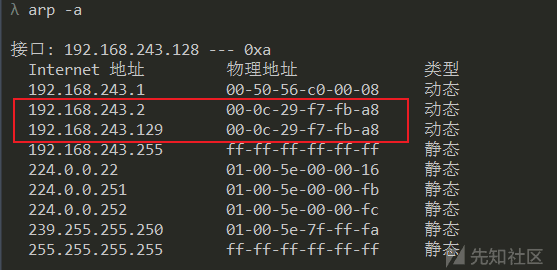 λ arp -a
接口: 192.168.243.128 --- 0xa
Internet 地址 物理地址 类型
192.168.243.1 00-50-56-c0-00-08 动态
192.168.243.2 00-0c-29-f7-fb-a8 动态
192.168.243.129 00-0c-29-f7-fb-a8 动态
192.168.243.255 ff-ff-ff-ff-ff-ff 静态
224.0.0.22 01-00-5e-00-00-16 静态
224.0.0.251 01-00-5e-00-00-fb 静态
224.0.0.252 01-00-5e-00-00-fc 静态
239.255.255.250 01-00-5e-7f-ff-fa 静态
255.255.255.255 ff-ff-ff-ff-ff-ff 静态
先知社区